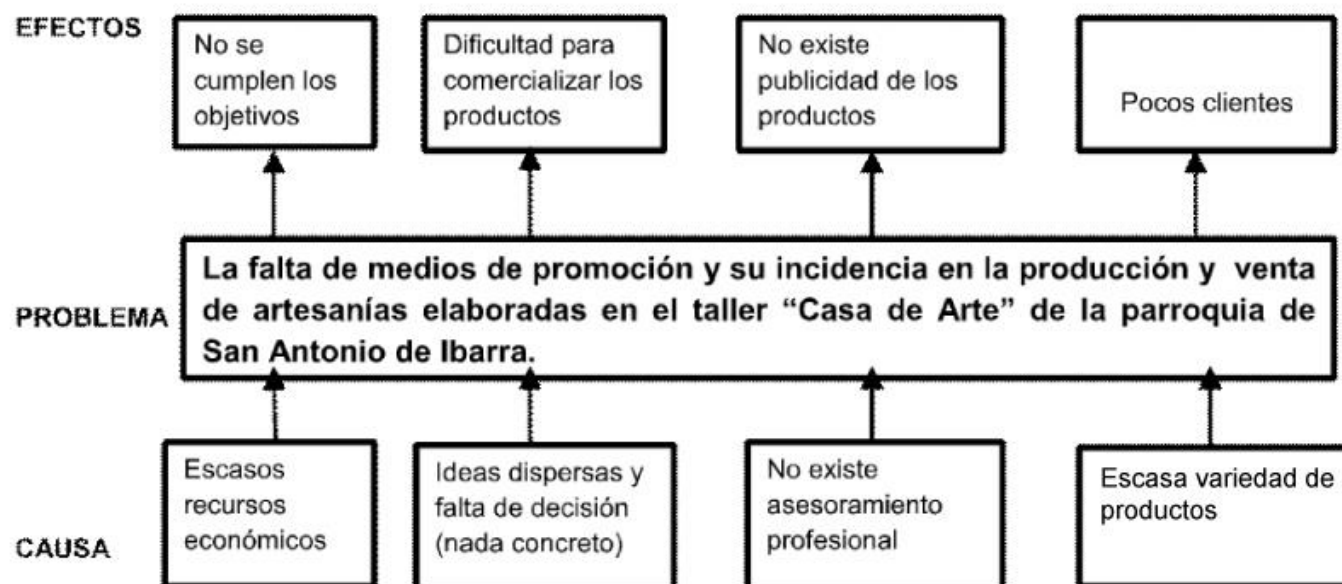 EFECTOS
No se
cumplen los
objetivos
Dificultad para
comercializar los
productos
No existe
publicidad de los
productos
Pocos clientes
PROBLEMA
La falta de medios de promoción y su incidencia en la producción y venta
de artesanías elaboradas en el taller “Casa de Arte” de la parroquia de
San Antonio de Ibarra.
CAUSA
Escasos
recursos
económicos
Ideas dispersas y
falta de decisión
(nada concreto)
No existe
asesoramiento
profesional
Escasa variedad de
productos